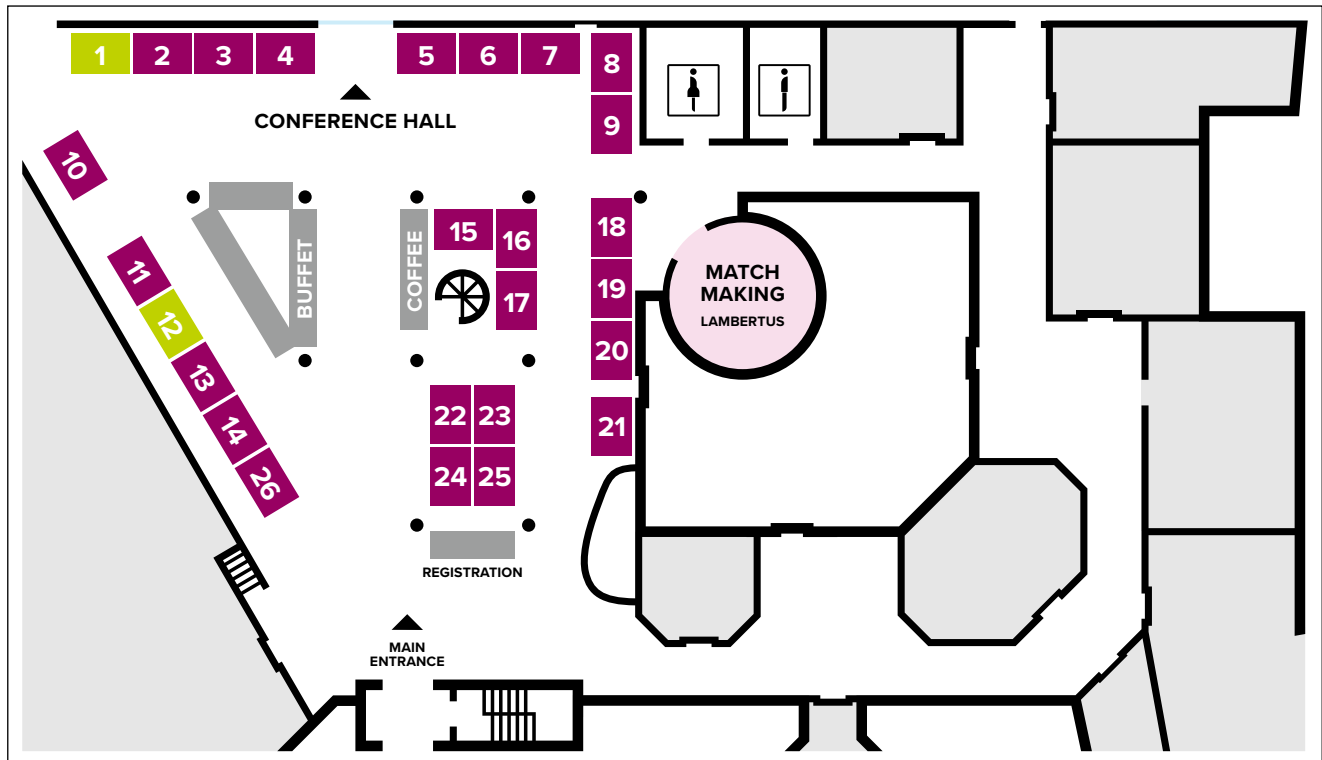 1 2 3 4 5 6 7 8
9
CONFERENCE HALL
10
11
12
13
14
26
BUFFET
COFFEE
15 16
17
18
19
20
21
MATCH
MAKING
LAMBERTUS
22 23
24 25
REGISTRATION
MAIN
ENTRANCE